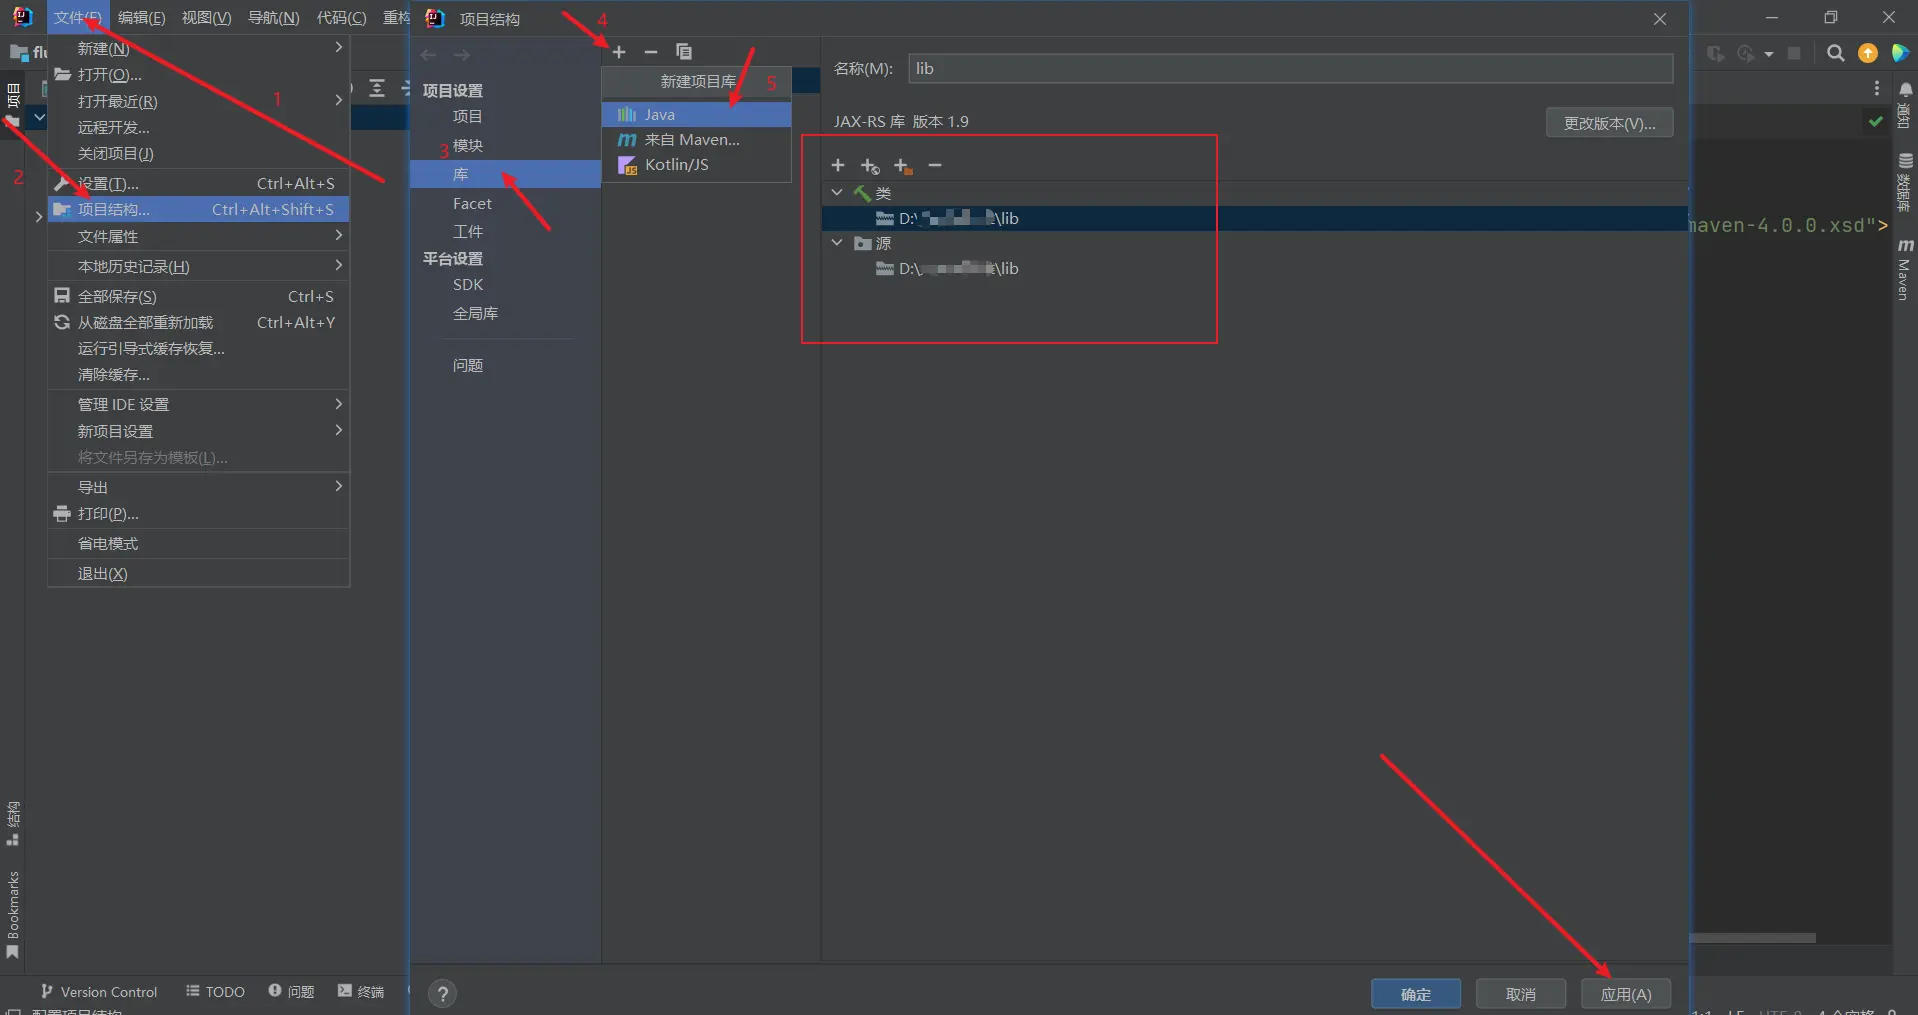 文件(F) 编辑(E) 视图(V) 导航(N) 代码(C) 重构
新建(N)
打开(O)...
打开最近(R)
远程开发...
关闭项目(J)
设置(T)... Ctrl+Alt+S
项目结构... Ctrl+Alt+Shift+S
文件属性
本地历史记录(H)
全部保存(S) Ctrl+S
从磁盘全部重新加载 Ctrl+Alt+Y
运行引导式缓存恢复...
清除缓存...
管理 IDE 设置
新项目设置
将文件另存为模板(L)...
导出
打印(P)...
省电模式
退出(X)
1
2
3
4
5
项目
结构
Bookmarks
项目结构
项目设置
项目
模块
库
Facet
工件
平台设置
SDK
全局库
问题
新建项目库
Java
来自 Maven...
Kotlin/JS
名称(M): lib
JAX-RS 库 版本 1.9
更改版本(V)...
类
D:\ \lib
源
D:\ \lib
?
确定
取消
应用(A)
maven-4.0.0.xsd">
通知
数据库
Maven
Version Control
TODO
问题
终端
配置项目结构